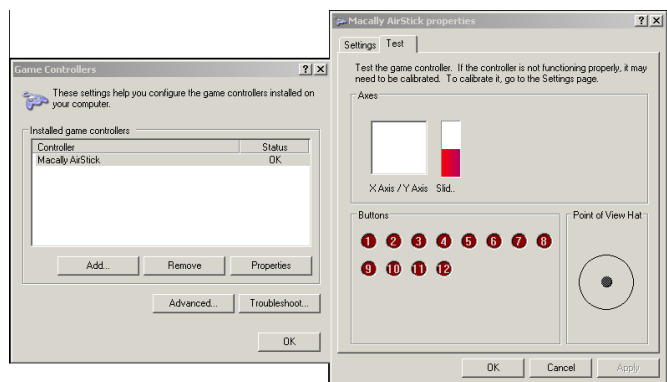 Game Controllers
These settings help you configure the game controllers installed on
your computer.
Installed game controllers
Controller Status
Macally AirStick OK
Add... Remove Properties
Advanced... Troubleshoot...
OK
Macally AirStick properties
Settings Test
Test the game controller. If the controller is not functioning properly, it may
need to be calibrated. To calibrate it, go to the Settings page.
Axes
X Axis / Y Axis Slid..
Buttons
1 2 3 4 5 6 7 8
9 10 11 12
Point of View Hat
OK Cancel Apply